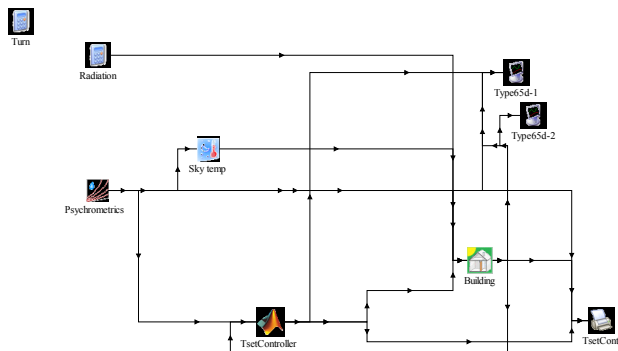 Turn
Radiation
Type65d-1
Type65d-2
Sky temp
Psychrometrics
Building
TsetController
TsetCont